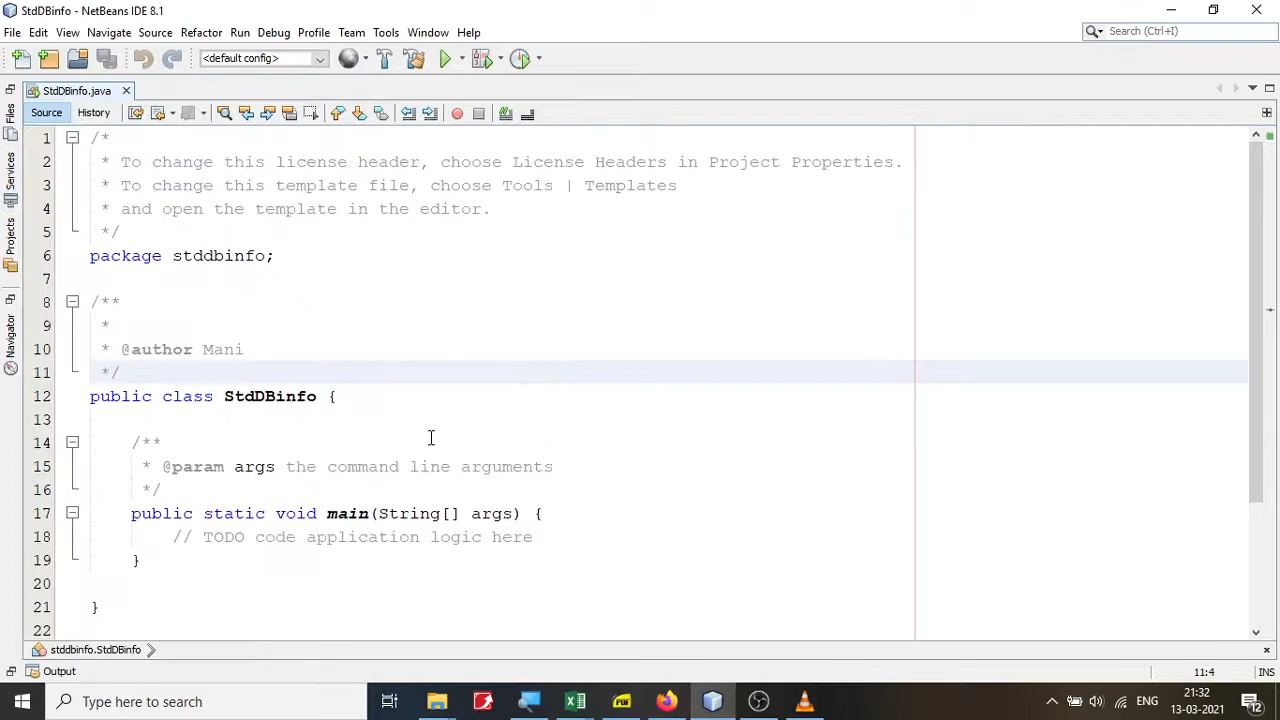 StdDBinfo - NetBeans IDE 8.1
File Edit View Navigate Source Refactor Run Debug Profile Team Tools Window Help
Search (Ctrl+I)
<default config>
StdDBinfo.java
Source History
Files
Services
Projects
Navigator
1 /*
2 * To change this license header, choose License Headers in Project Properties.
3 * To change this template file, choose Tools | Templates
4 * and open the template in the editor.
5 */
6 package stddbinfo;
7
8 /**
9 *
10 * @author Mani
11 */
12 public class StdDBinfo {
13
14 /**
15 * @param args the command line arguments
16 */
17 public static void main(String[] args) {
18 // TODO code application logic here
19 }
20
21 }
22
stddbinfo.StdDBinfo
Output
11:4 INS
Type here to search
PDF
ENG
21:32
13-03-2021
12